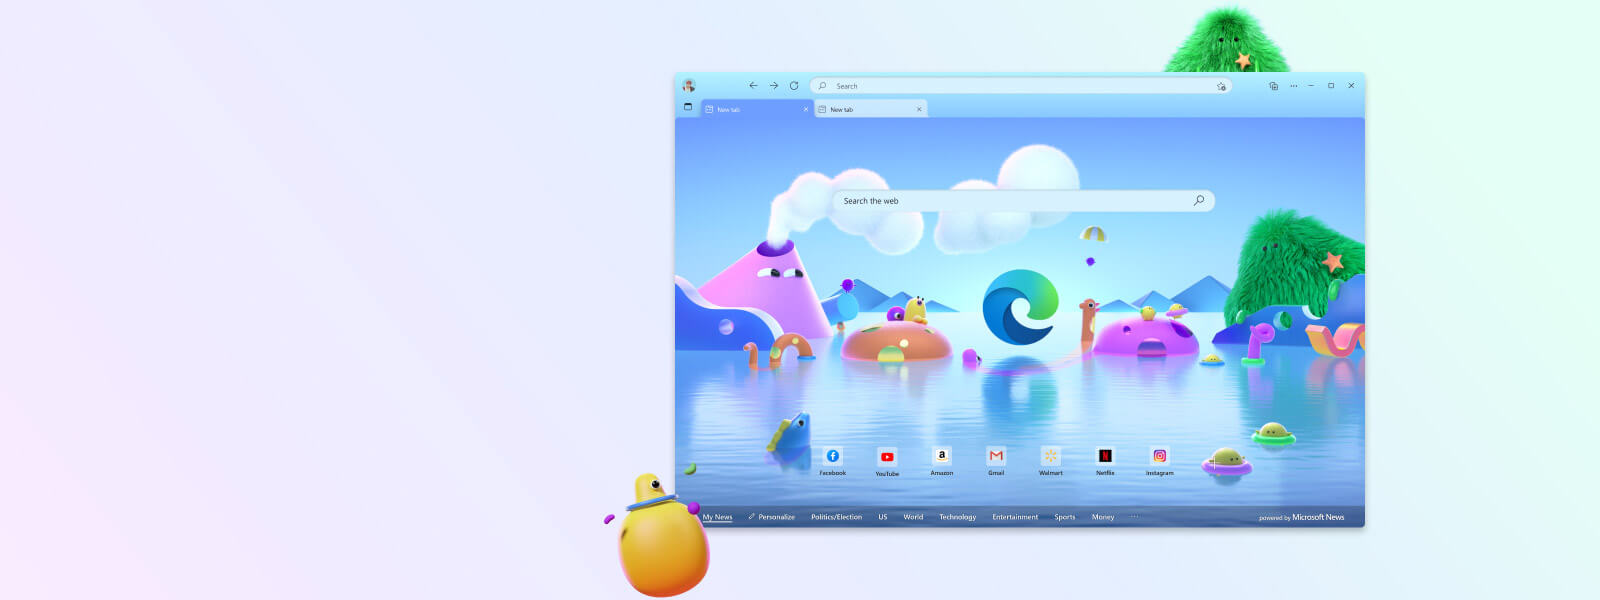 Search
New tab
New tab
Search the web
Facebook YouTube Amazon Gmail Walmart Netflix Instagram
My News Personalize Politics/Election US World Technology Entertainment Sports Money ... powered by Microsoft News